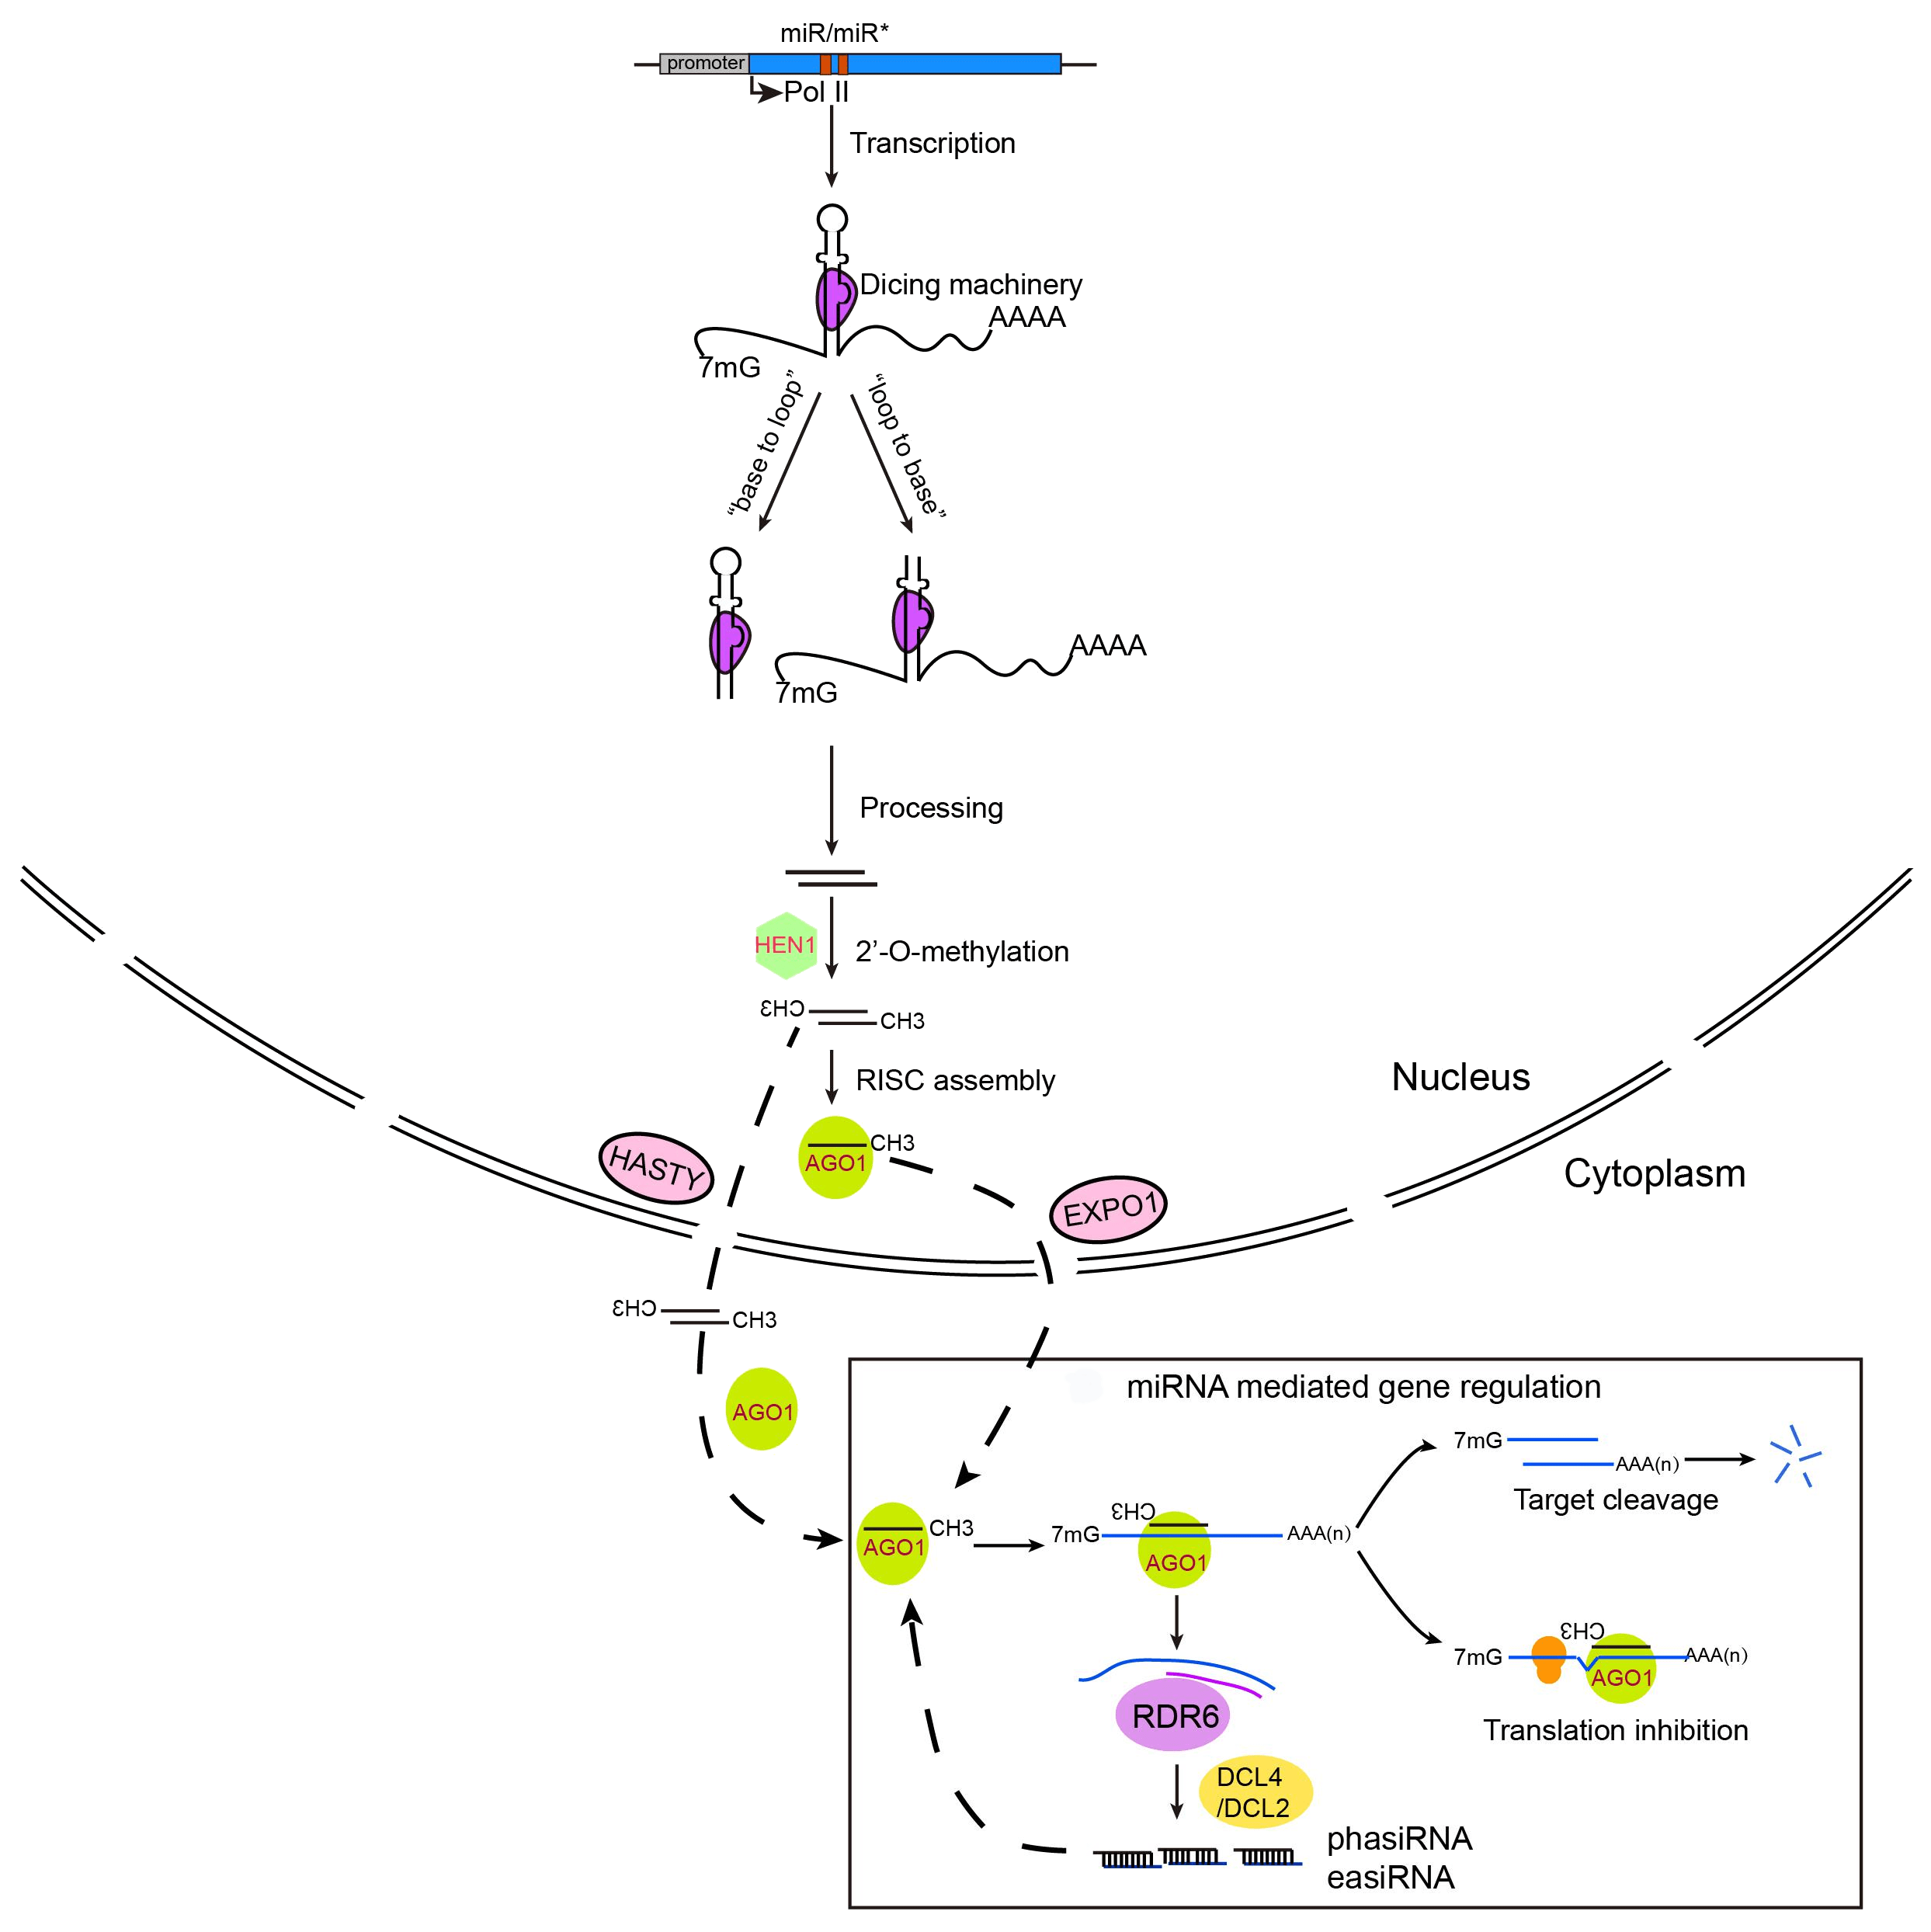 miR/miR*
promoter
Pol II
Transcription
Dicing machinery
AAAA
7mG
“base to loop”
“loop to base”
AAAA
7mG
Processing
HEN1
2’-O-methylation
CH3
CH3
RISC assembly
Nucleus
CH3
AGO1
HASTY
EXPO1
Cytoplasm
CH3
CH3
AGO1
miRNA mediated gene regulation
7mG
AAA(n)
Target cleavage
CH3
AGO1
CH3
7mG
AAA(n)
AGO1
CH3
7mG
AAA(n)
AGO1
RDR6
Translation inhibition
DCL4
/DCL2
phasiRNA
easiRNA